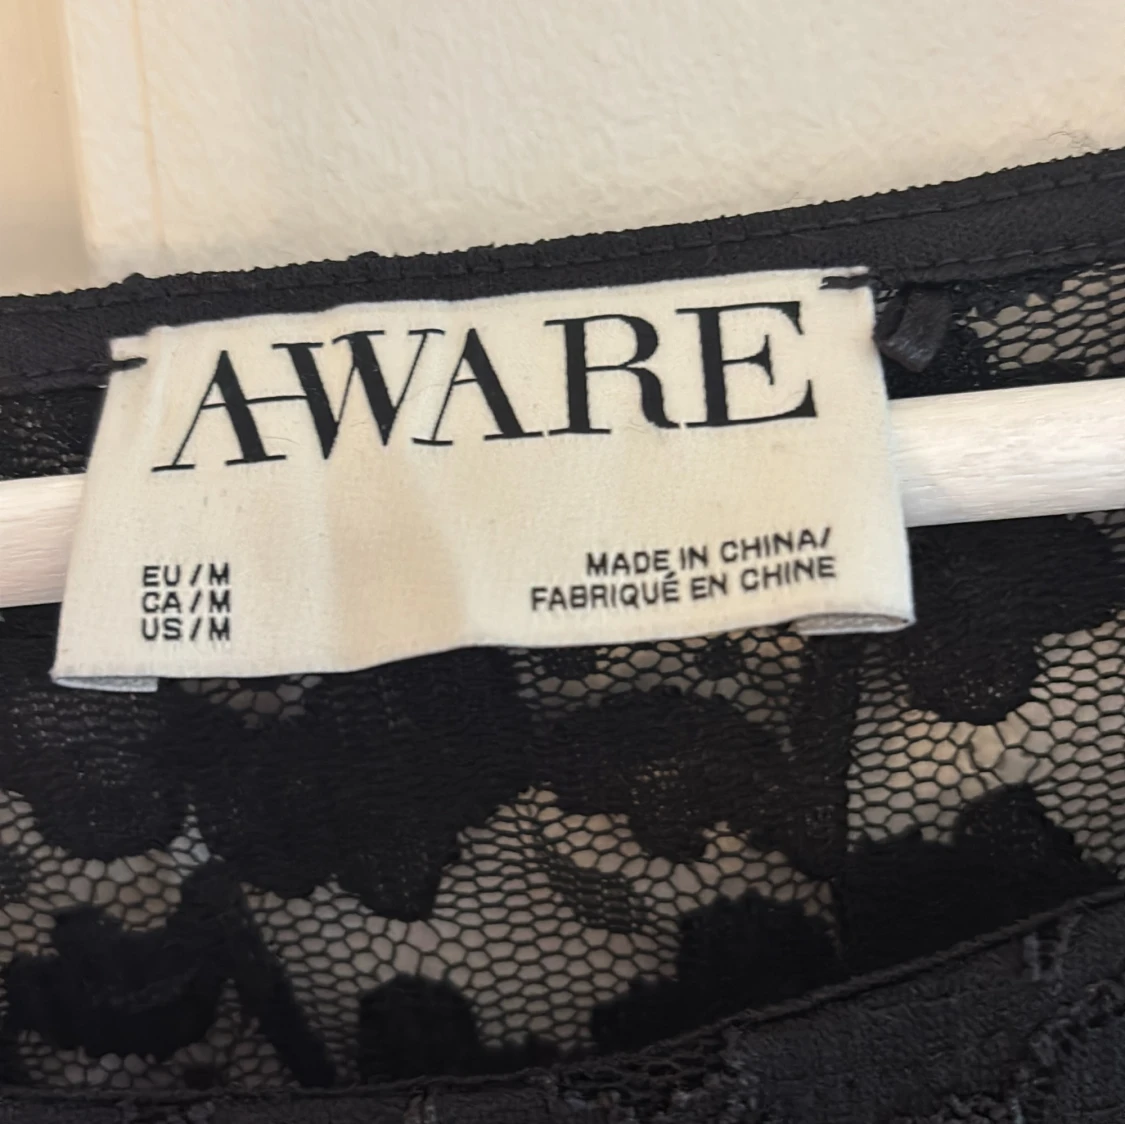 AWARE
EU / M
CA / M
US / M
MADE IN CHINA/
FABRIQUÉ EN CHINE